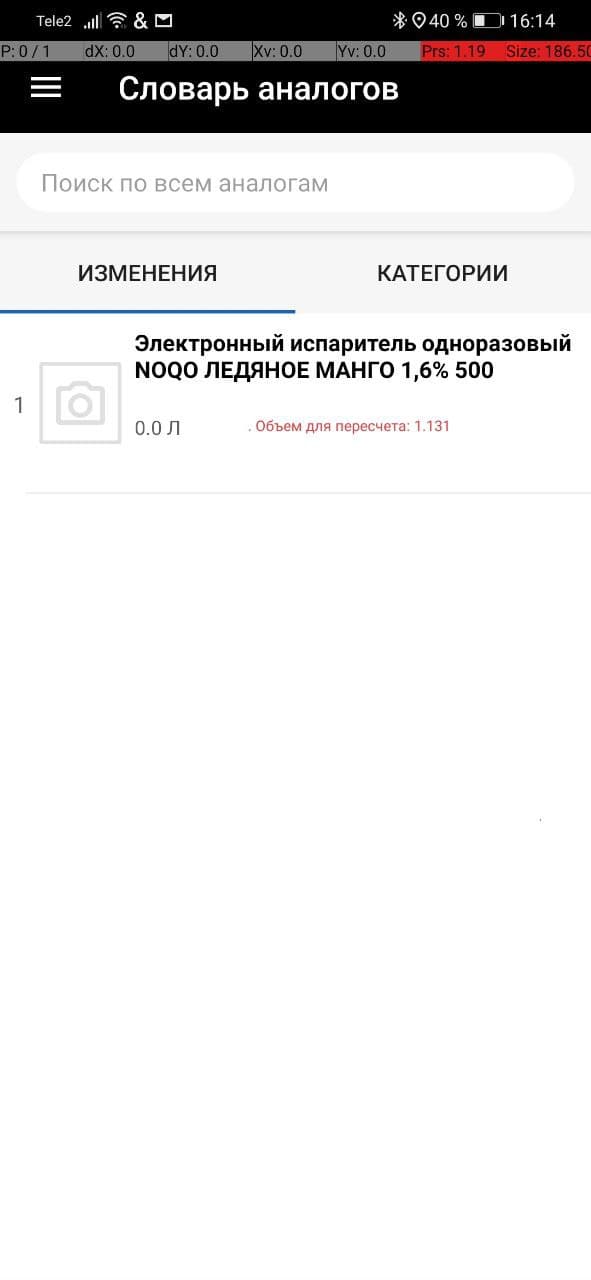 Tele2 & 40 % 16:14
P: 0 / 1 dX: 0.0 dY: 0.0 Xv: 0.0 Yv: 0.0 Prs: 1.19 Size: 186.50
Словарь аналогов
Поиск по всем аналогам
ИЗМЕНЕНИЯ КАТЕГОРИИ
Электронный испаритель одноразовый
NOQO ЛЕДЯНОЕ МАНГО 1,6% 500
1
0.0 Л . Объем для пересчета: 1.131